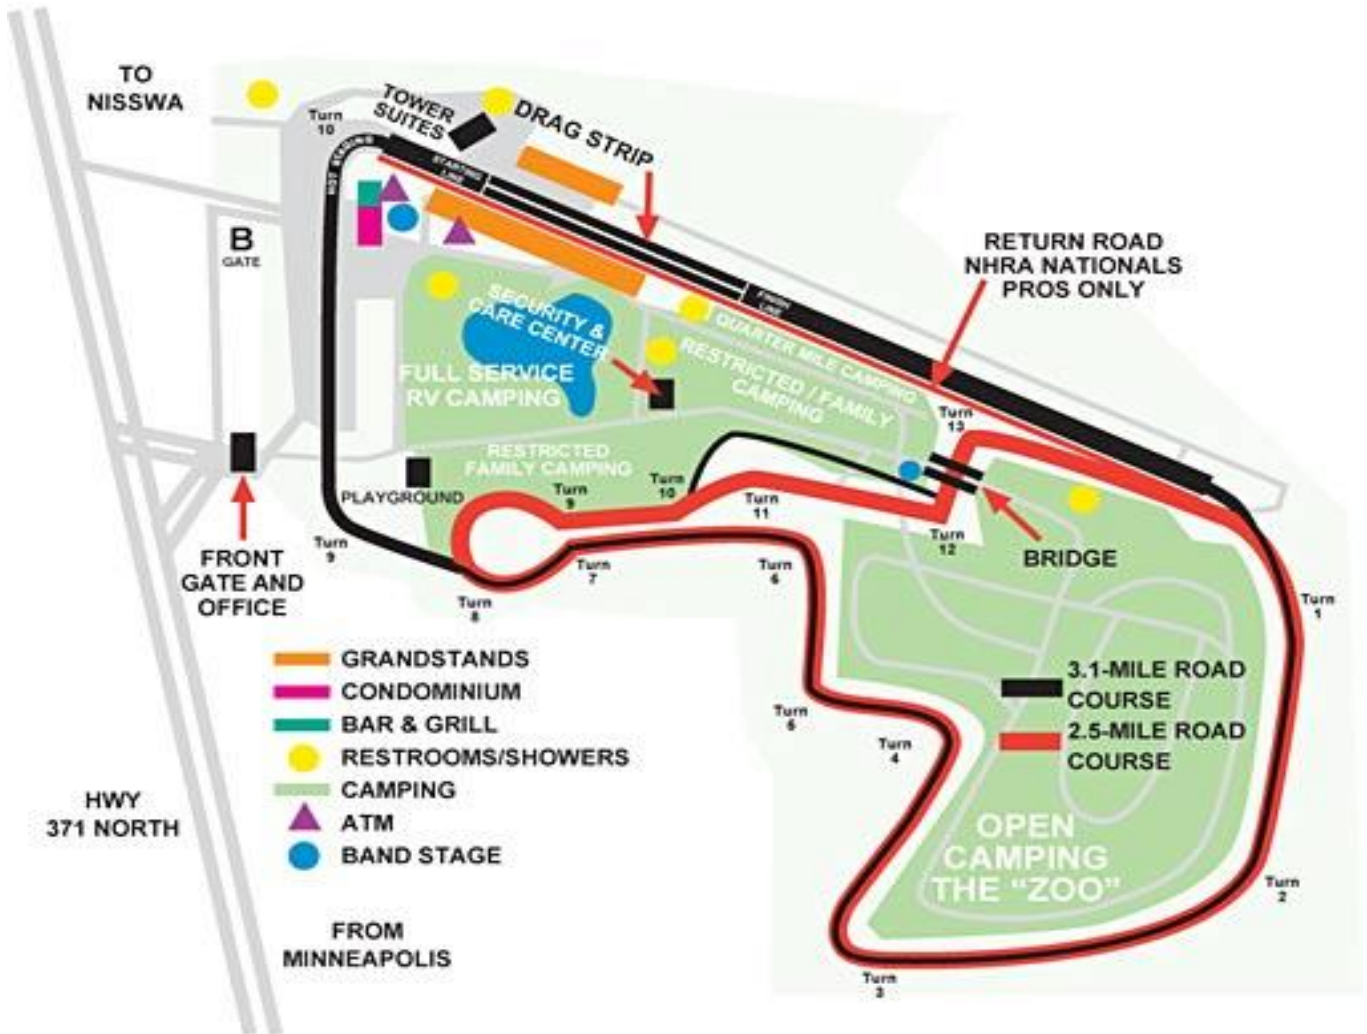 TO
NISSWA
Turn
10
TOWER
SUITES
DRAG STRIP
HOT STAGING
STARTING
LINE
B
GATE
RETURN ROAD
NHRA NATIONALS
PROS ONLY
FINISH
LINE
SECURITY &
CARE CENTER
QUARTER MILE CAMPING
RESTRICTED / FAMILY
CAMPING
FULL SERVICE
RV CAMPING
Turn
13
RESTRICTED
FAMILY CAMPING
PLAYGROUND
Turn
9
Turn
10
Turn
11
Turn
12
BRIDGE
Turn
9
FRONT
GATE AND
OFFICE
Turn
8
Turn
7
Turn
6
Turn
1
GRANDSTANDS
CONDOMINIUM
BAR & GRILL
RESTROOMS/SHOWERS
CAMPING
ATM
BAND STAGE
3.1-MILE ROAD
COURSE
2.5-MILE ROAD
COURSE
Turn
5
Turn
4
HWY
371 NORTH
OPEN
CAMPING
THE “ZOO”
Turn
2
FROM
MINNEAPOLIS
Turn
3